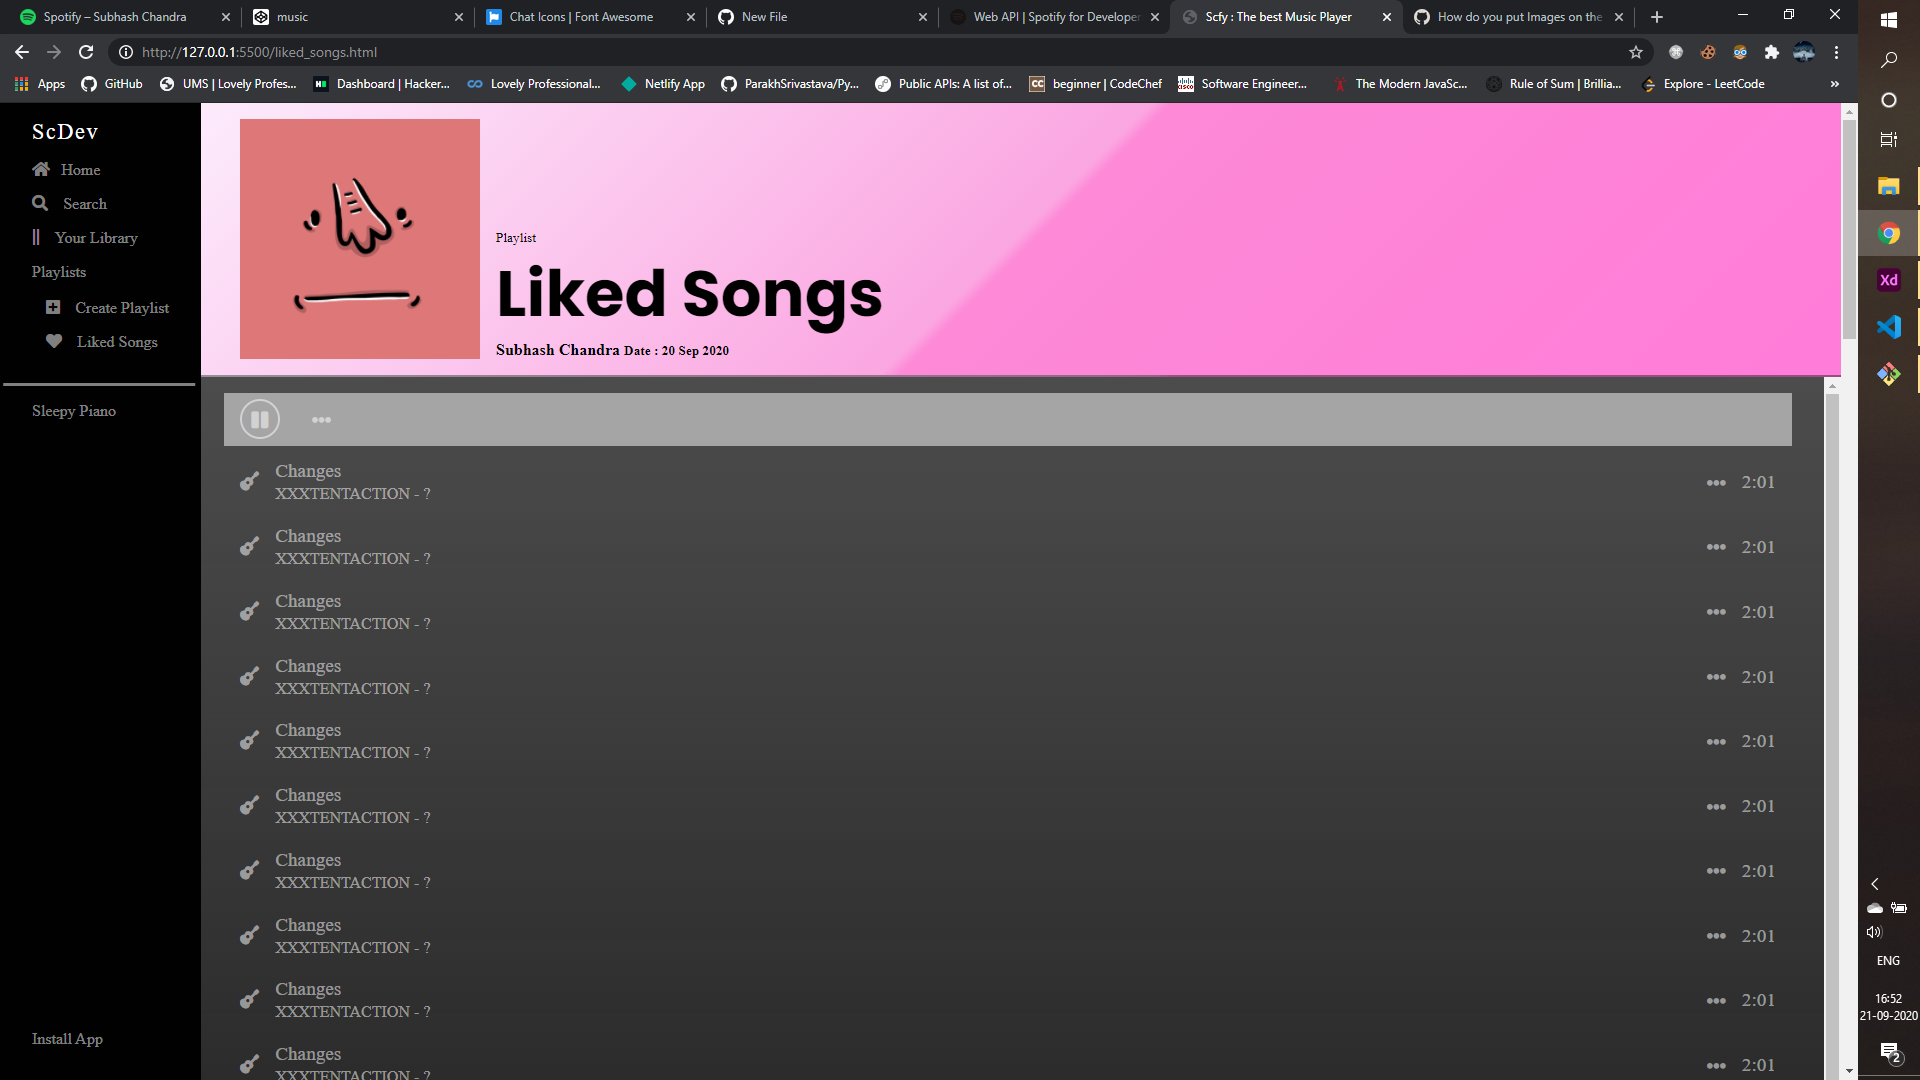 Spotify – Subhash Chandra
music
Chat Icons | Font Awesome
New File
Web API | Spotify for Developer
Scfy : The best Music Player
How do you put Images on the
http://127.0.0.1:5500/liked_songs.html
Apps
GitHub
UMS | Lovely Profes...
Dashboard | Hacker...
Lovely Professional...
Netlify App
ParakhSrivastava/Py...
Public APIs: A list of...
beginner | CodeChef
Software Engineer...
The Modern JavaSc...
Rule of Sum | Brillia...
Explore - LeetCode
»
ScDev
Home
Search
Your Library
Playlists
Create Playlist
Liked Songs
Sleepy Piano
Install App
Playlist
Liked Songs
Subhash Chandra Date : 20 Sep 2020
Changes
XXXTENTACTION - ?
2:01
Changes
XXXTENTACTION - ?
2:01
Changes
XXXTENTACTION - ?
2:01
Changes
XXXTENTACTION - ?
2:01
Changes
XXXTENTACTION - ?
2:01
Changes
XXXTENTACTION - ?
2:01
Changes
XXXTENTACTION - ?
2:01
Changes
XXXTENTACTION - ?
2:01
Changes
XXXTENTACTION - ?
2:01
Changes
XXXTENTACTION - ?
2:01
Xd
ENG
16:52
21-09-2020
2